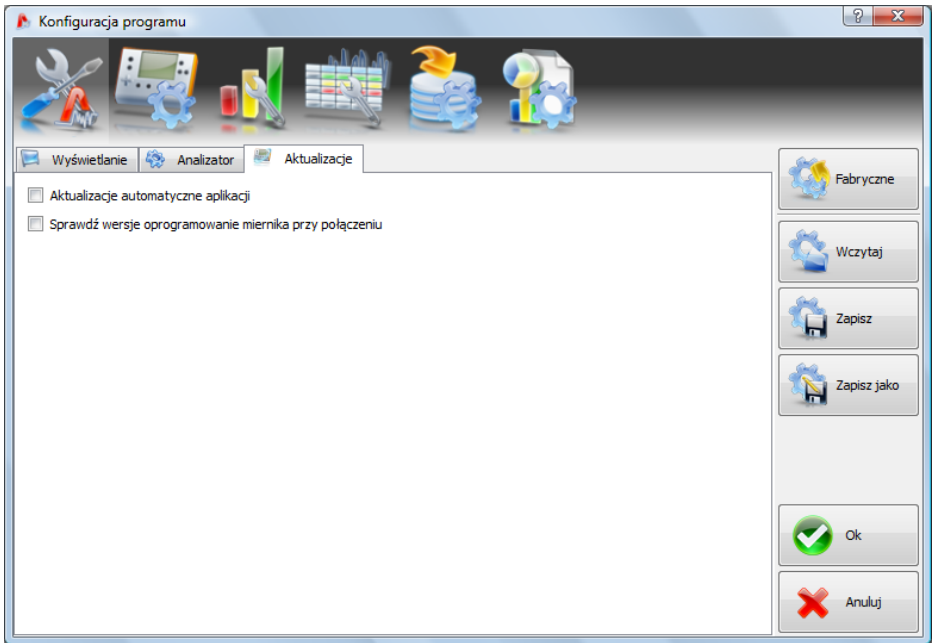 Konfiguracja programu
Wyświetlanie Analizator Aktualizacje
Aktualizacje automatyczne aplikacji
Sprawdź wersje oprogramowanie miernika przy połączeniu
Fabryczne
Wczytaj
Zapisz
Zapisz jako
Ok
Anuluj